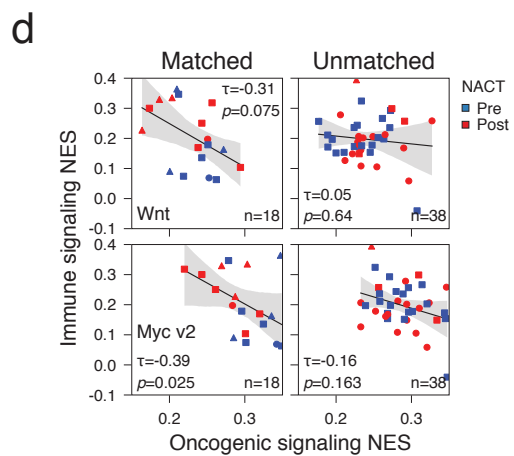 d
Matched
Unmatched
NACT
Pre
Post
Immune signaling NES
0.4
0.3
0.2
0.1
0.0
-0.1
τ=-0.31
p=0.075
Wnt
n=18
τ=0.05
p=0.64
n=38
0.4
0.3
0.2
0.1
0.0
-0.1
Myc v2
τ=-0.39
p=0.025
n=18
τ=-0.16
p=0.163
n=38
0.2
0.3
0.2
0.3
Oncogenic signaling NES